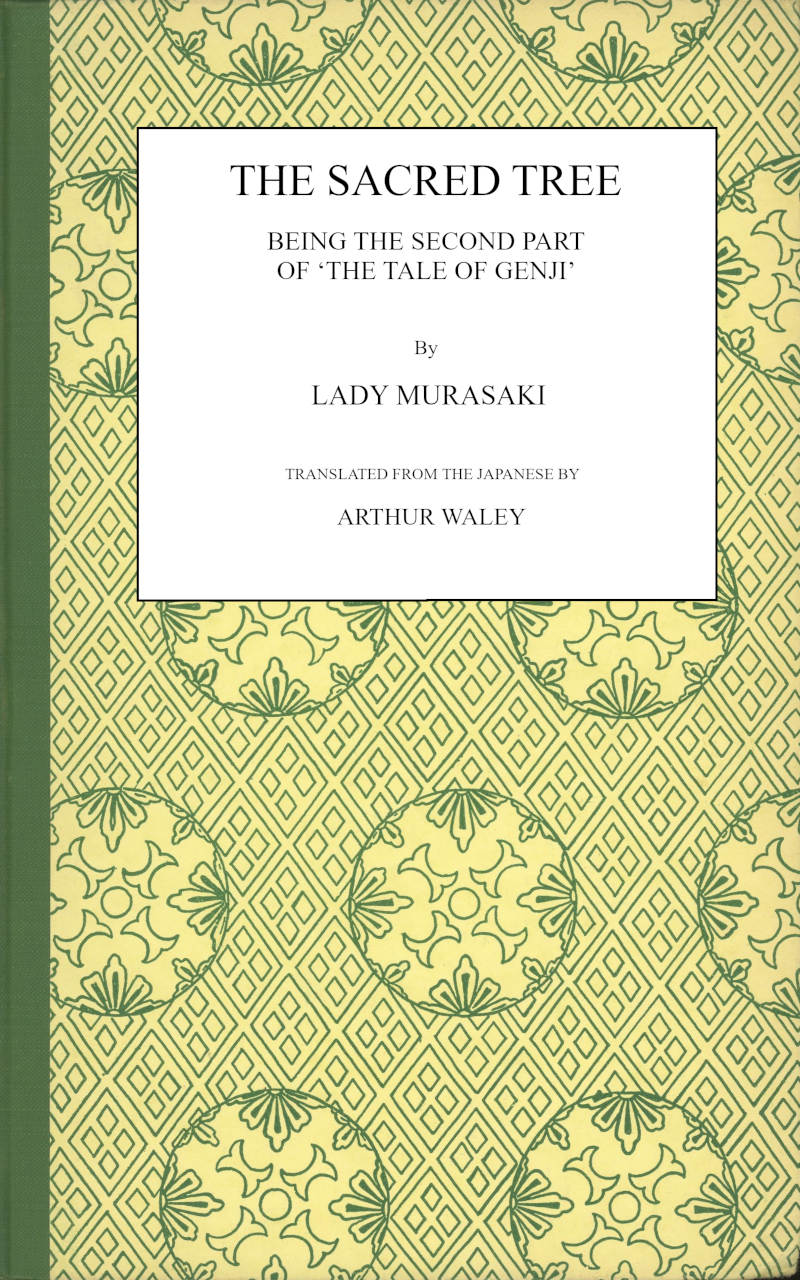 THE SACRED TREE
BEING THE SECOND PART
OF ‘THE TALE OF GENJI’
By
LADY MURASAKI
TRANSLATED FROM THE JAPANESE BY
ARTHUR WALEY